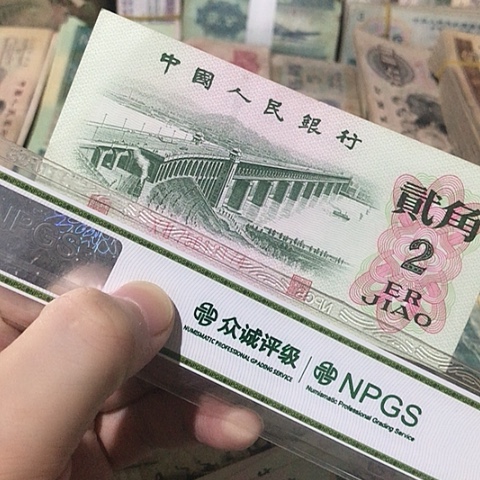 中國人民銀行
貳角
2
ER
JIAO
众诚评级
NUMISMATIC PROFESSIONAL GRADING SERVICE
NPGS
Numismatic Professional Grading Service